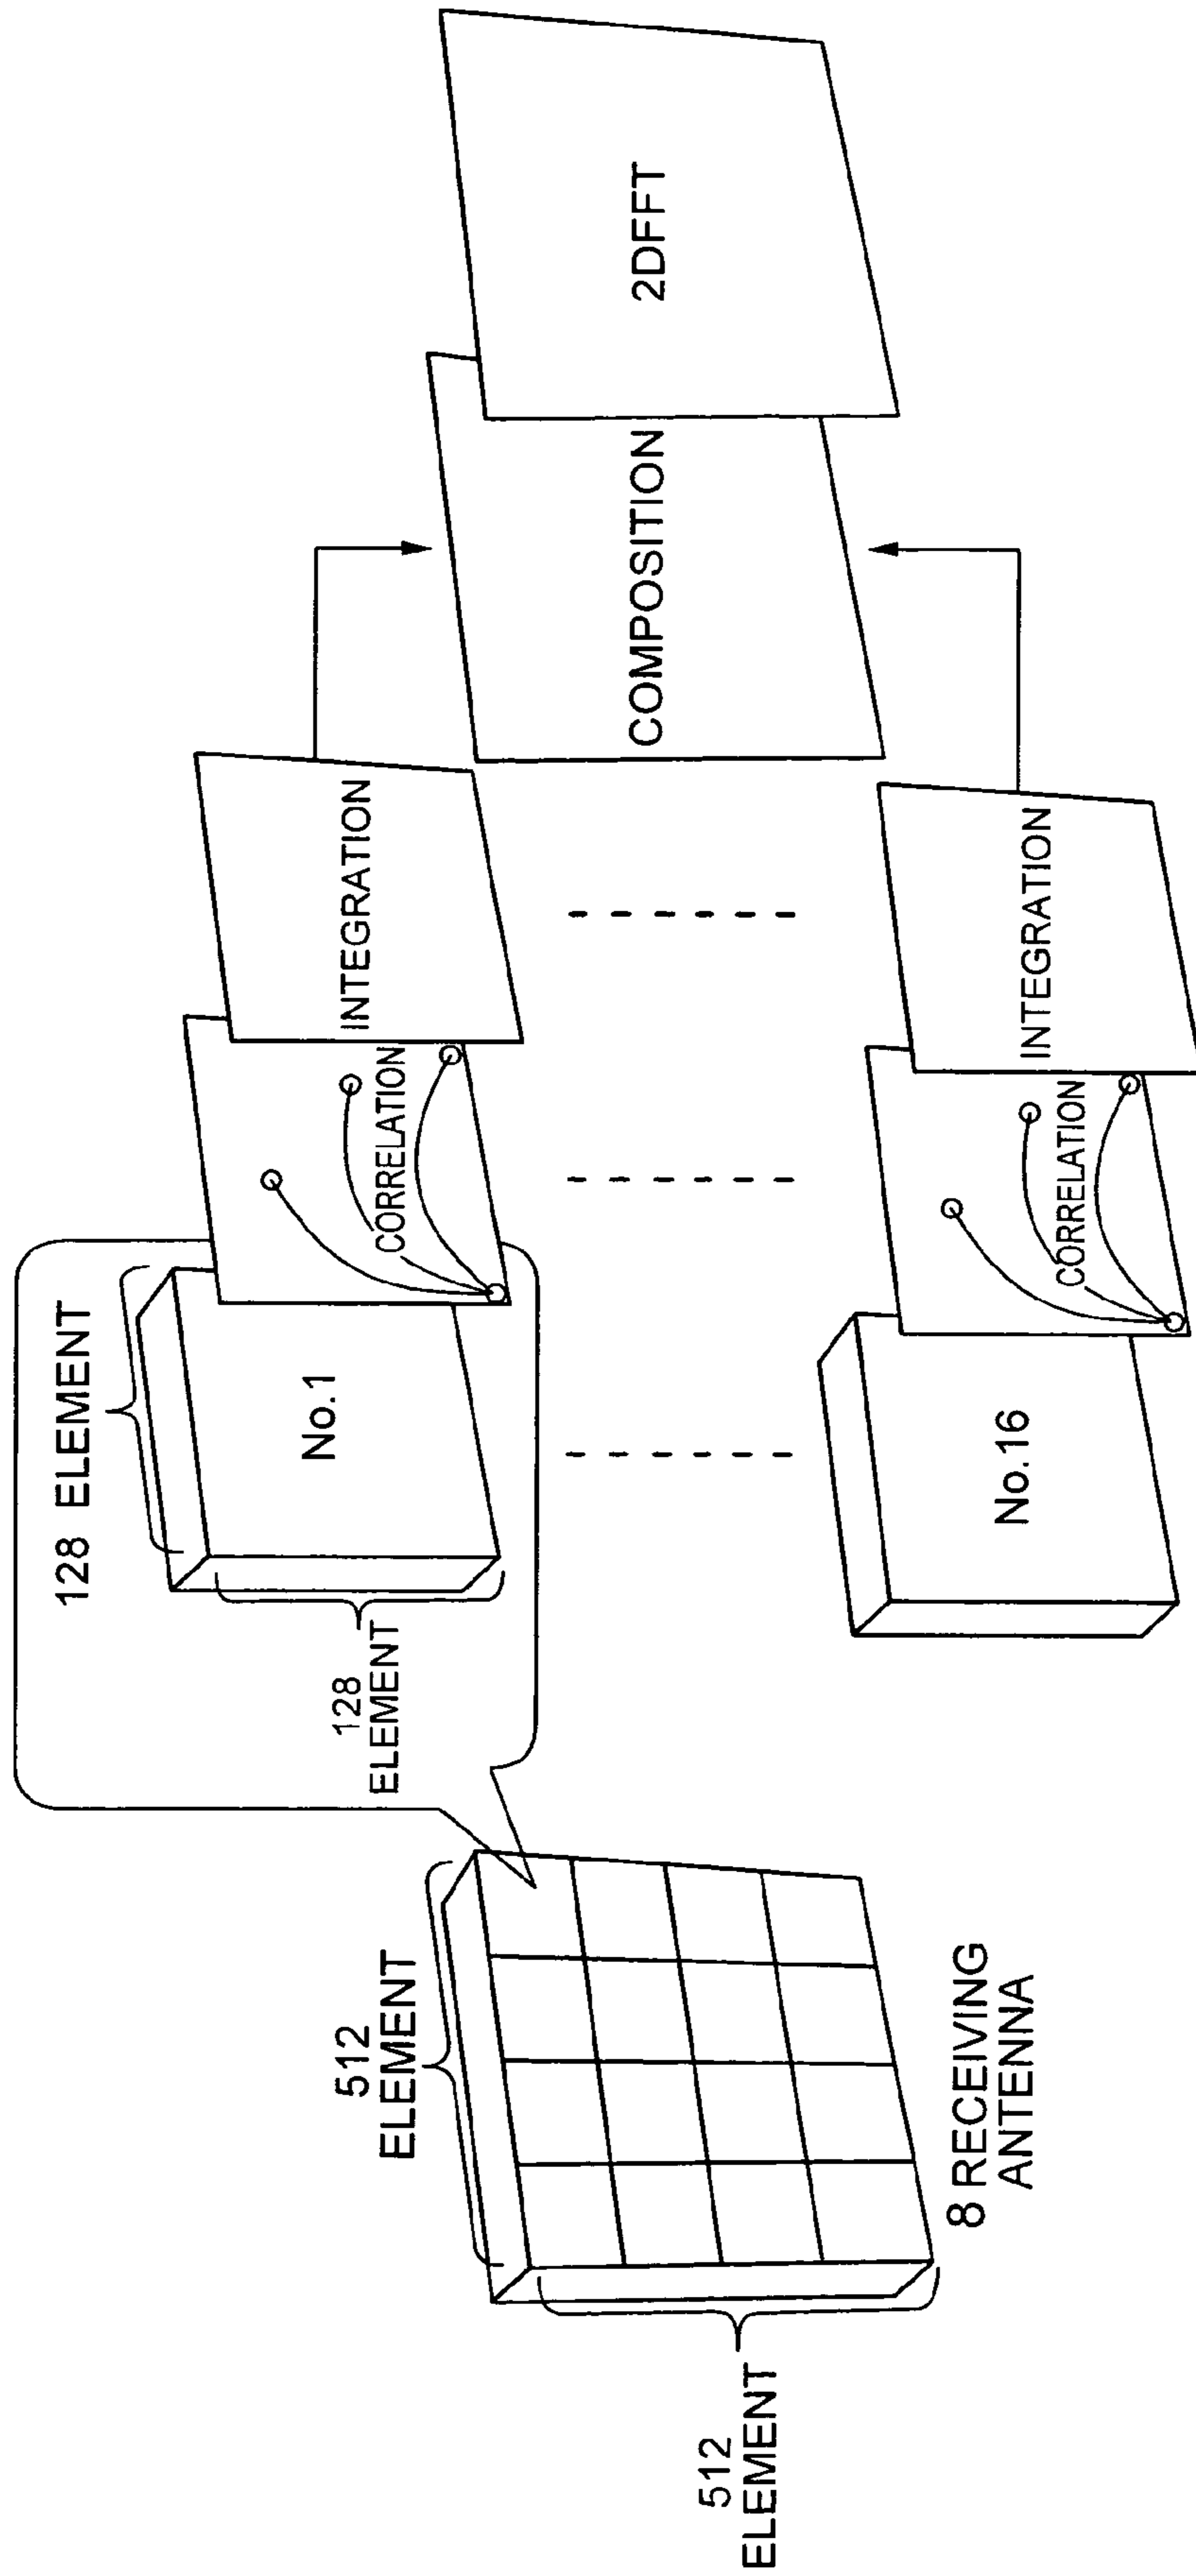 512
ELEMENT
512
ELEMENT
8 RECEIVING
ANTENNA
128 ELEMENT
128
ELEMENT
No.1
CORRELATION
INTEGRATION
No.16
CORRELATION
INTEGRATION
COMPOSITION
2DFFT